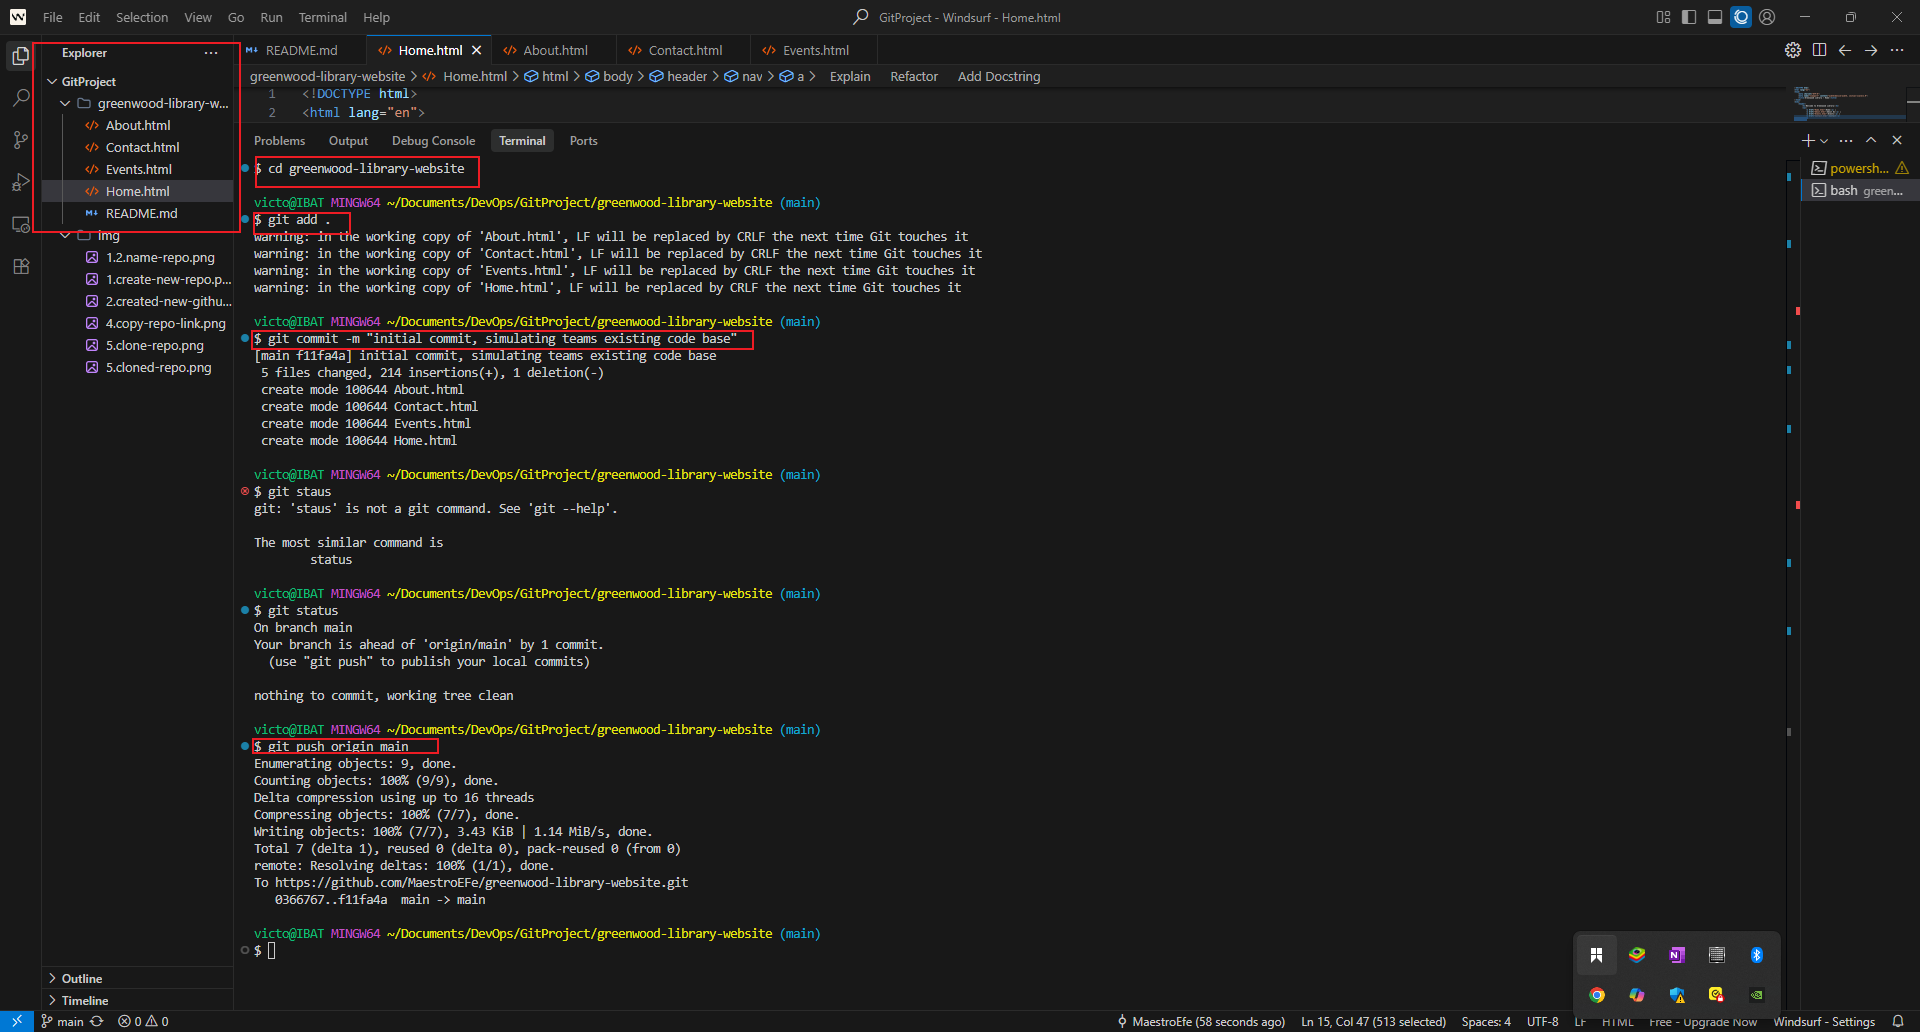 File Edit Selection View Go Run Terminal Help
GitProject - Windsurf - Home.html
Explorer
GitProject
greenwood-library-w...
About.html
Contact.html
Events.html
Home.html
README.md
img
1.2.name-repo.png
1.create-new-repo.p...
2.created-new-githu...
4.copy-repo-link.png
5.clone-repo.png
5.cloned-repo.png
Outline
Timeline
README.md Home.html About.html Contact.html Events.html
greenwood-library-website > Home.html > html > body > header > nav > a > Explain Refactor Add Docstring
1 <!DOCTYPE html>
2 <html lang="en">
Problems Output Debug Console Terminal Ports
powersh...
bash green...
$ cd greenwood-library-website
victo@IBAT MINGW64 ~/Documents/DevOps/GitProject/greenwood-library-website (main)
$ git add .
warning: in the working copy of 'About.html', LF will be replaced by CRLF the next time Git touches it
warning: in the working copy of 'Contact.html', LF will be replaced by CRLF the next time Git touches it
warning: in the working copy of 'Events.html', LF will be replaced by CRLF the next time Git touches it
warning: in the working copy of 'Home.html', LF will be replaced by CRLF the next time Git touches it
victo@IBAT MINGW64 ~/Documents/DevOps/GitProject/greenwood-library-website (main)
$ git commit -m "initial commit, simulating teams existing code base"
[main f11fa4a] initial commit, simulating teams existing code base
5 files changed, 214 insertions(+), 1 deletion(-)
create mode 100644 About.html
create mode 100644 Contact.html
create mode 100644 Events.html
create mode 100644 Home.html
victo@IBAT MINGW64 ~/Documents/DevOps/GitProject/greenwood-library-website (main)
$ git staus
git: 'staus' is not a git command. See 'git --help'.
The most similar command is
status
victo@IBAT MINGW64 ~/Documents/DevOps/GitProject/greenwood-library-website (main)
$ git status
On branch main
Your branch is ahead of 'origin/main' by 1 commit.
(use "git push" to publish your local commits)
nothing to commit, working tree clean
victo@IBAT MINGW64 ~/Documents/DevOps/GitProject/greenwood-library-website (main)
$ git push origin main
Enumerating objects: 9, done.
Counting objects: 100% (9/9), done.
Delta compression using up to 16 threads
Compressing objects: 100% (7/7), done.
Writing objects: 100% (7/7), 3.43 KiB | 1.14 MiB/s, done.
Total 7 (delta 1), reused 0 (delta 0), pack-reused 0 (from 0)
remote: Resolving deltas: 100% (1/1), done.
To https://github.com/MaestroEFe/greenwood-library-website.git
0366767..f11fa4a  main -> main
victo@IBAT MINGW64 ~/Documents/DevOps/GitProject/greenwood-library-website (main)
$
main 0 0 MaestroEfe (58 seconds ago) Ln 15, Col 47 (513 selected) Spaces: 4 UTF-8 LF HTML Free - Upgrade Now Windsurf - Settings